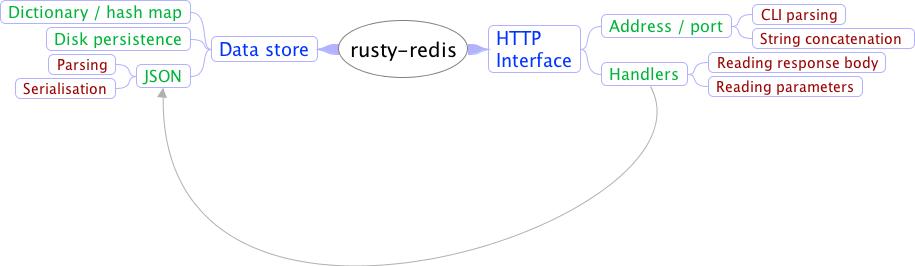 Dictionary / hash map
Disk persistence
Parsing
Serialisation
JSON
Data store
rusty-redis
HTTP
Interface
Address / port
CLI parsing
String concatenation
Handlers
Reading response body
Reading parameters